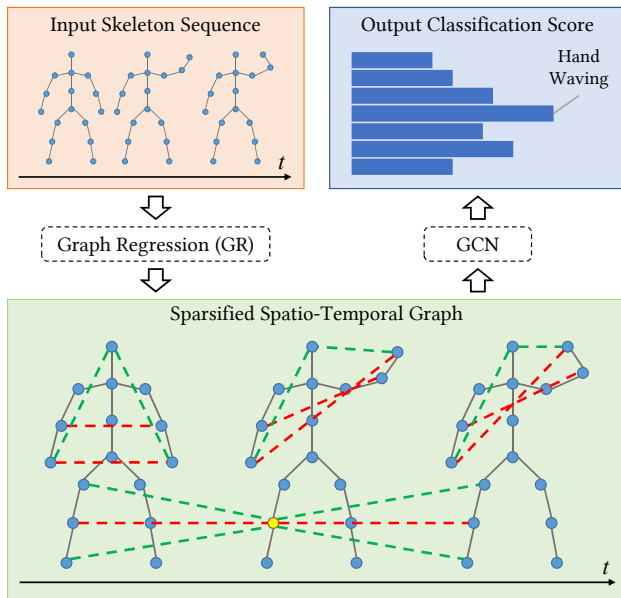 Input Skeleton Sequence
t
Output Classification Score
Hand
Waving
Graph Regression (GR)
GCN
Sparsified Spatio-Temporal Graph
t